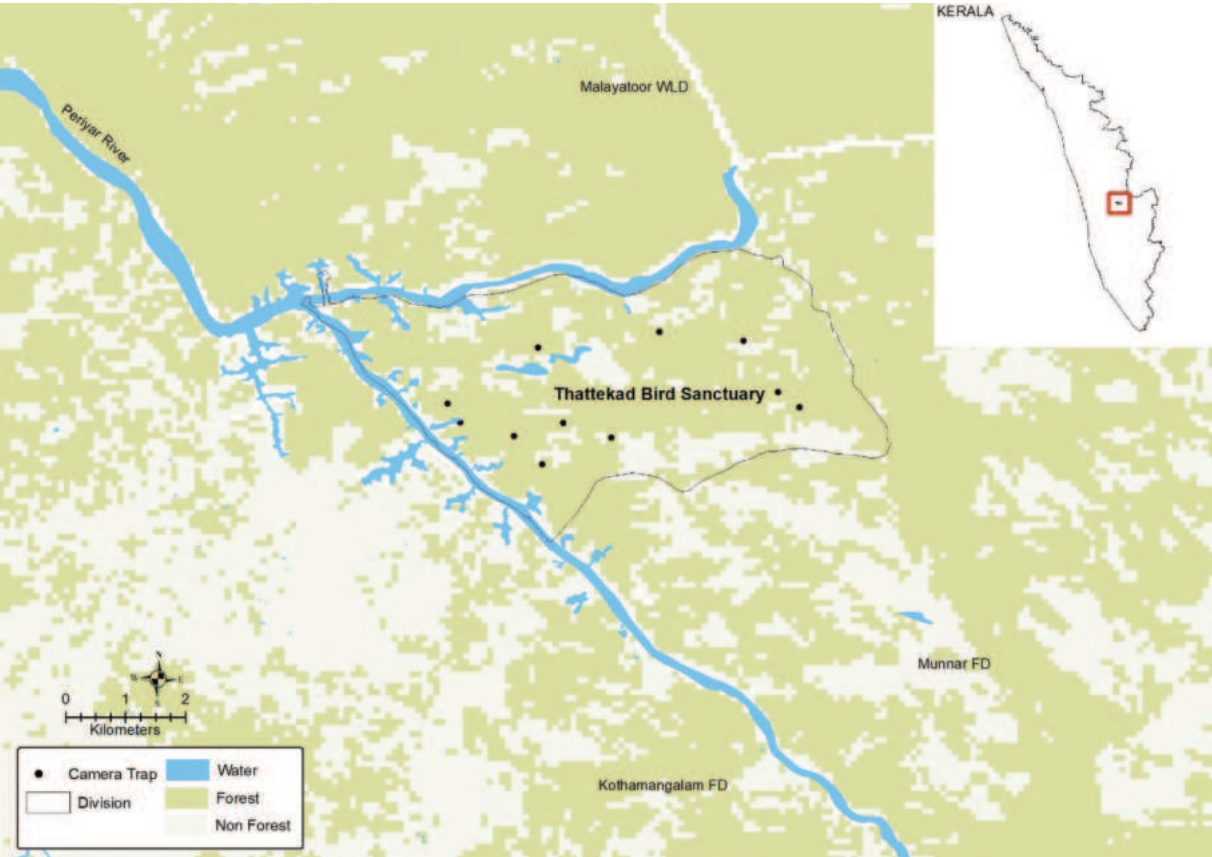 KERALA
Malayatoor WLD
Periyar River
Thattekad Bird Sanctuary
Munnar FD
Kothamangalam FD
N
W E
S
0 1 2
Kilometers
Camera Trap
Division
Water
Forest
Non Forest